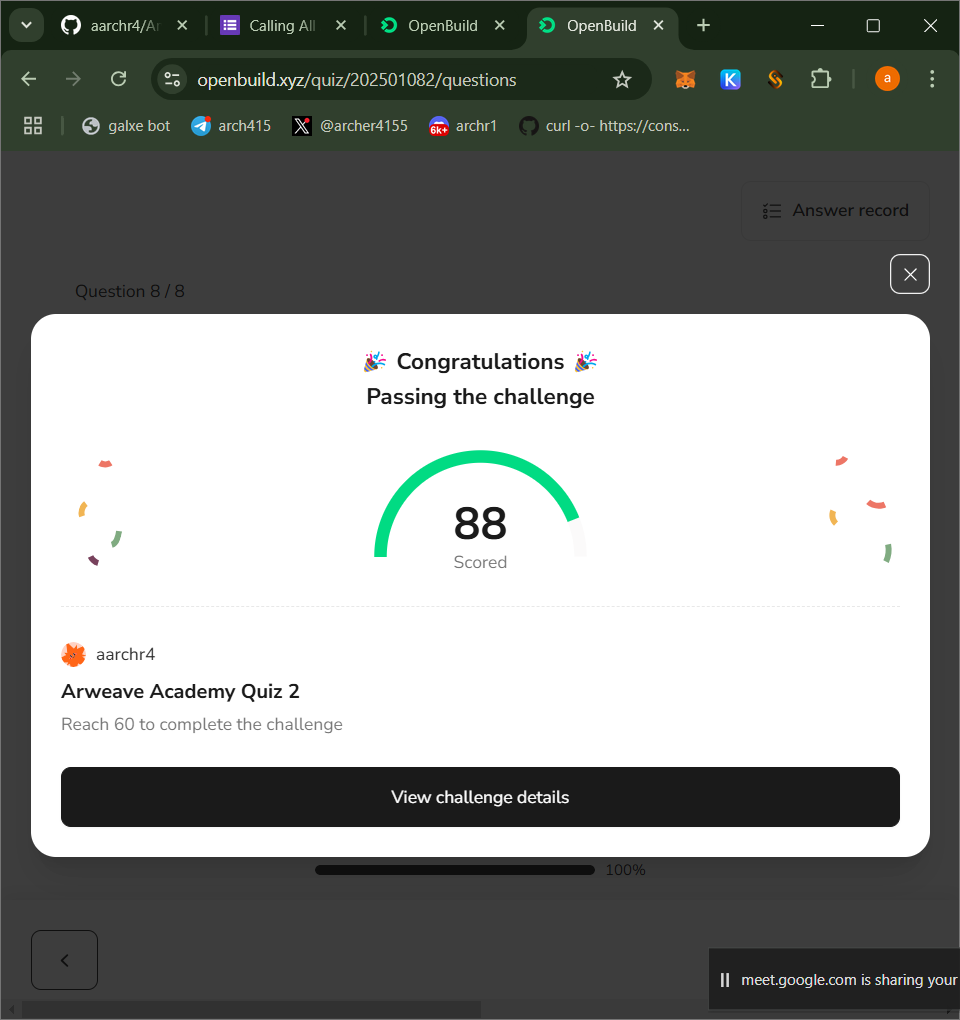 aarchr4/Ar
Calling All
OpenBuild
OpenBuild
openbuild.xyz/quiz/202501082/questions
K
S
a
galxe bot
arch415
@archer4155
6k+
archr1
curl -o- https://cons...
Answer record
Question 8 / 8
Congratulations
Passing the challenge
88
Scored
aarchr4
Arweave Academy Quiz 2
Reach 60 to complete the challenge
View challenge details
100%
meet.google.com is sharing your